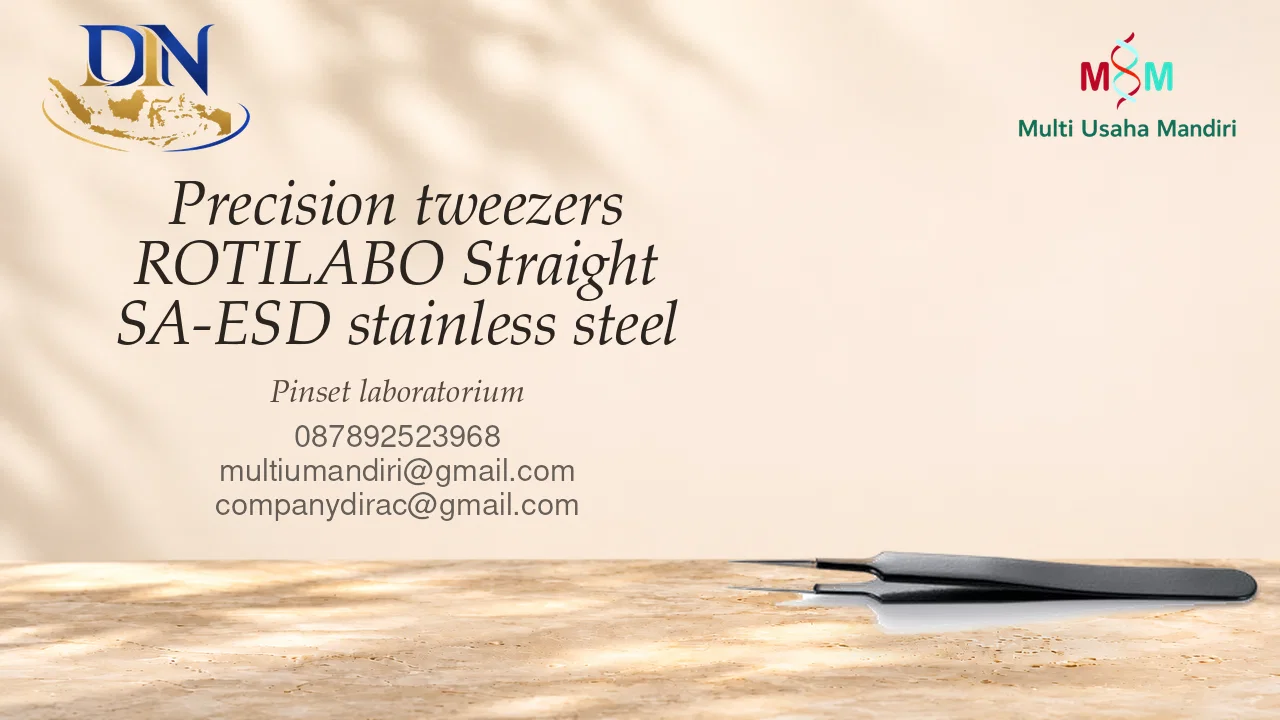 DIN
M M
Multi Usaha Mandiri
Precision tweezers
ROTILABO Straight
SA-ESD stainless steel
Pinset laboratorium
087892523968
multiumandiri@gmail.com
companydirac@gmail.com